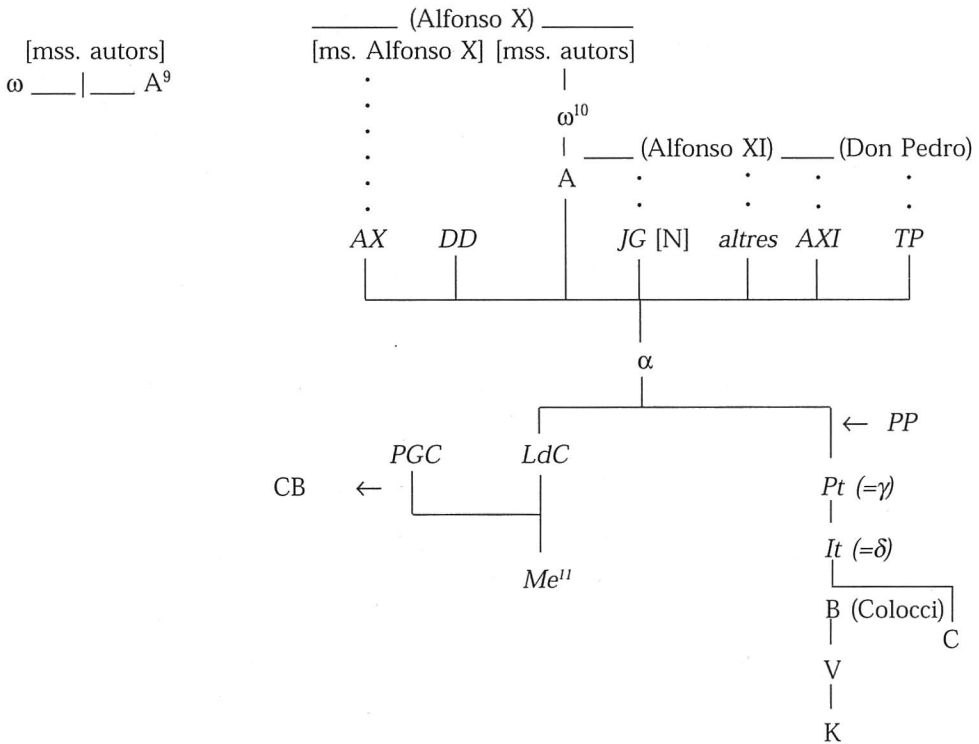 (Alfonso X)
[mss. autors] [ms. Alfonso X] [mss. autors]
ω A⁹
ω¹⁰
(Alfonso XI) (Don Pedro)
A
AX DD JG [N] altres AXI TP
α
← PP
PGC LdC
CB ← Pt (=γ)
It (=δ)
Me¹¹
B (Colocci)
C
V
K